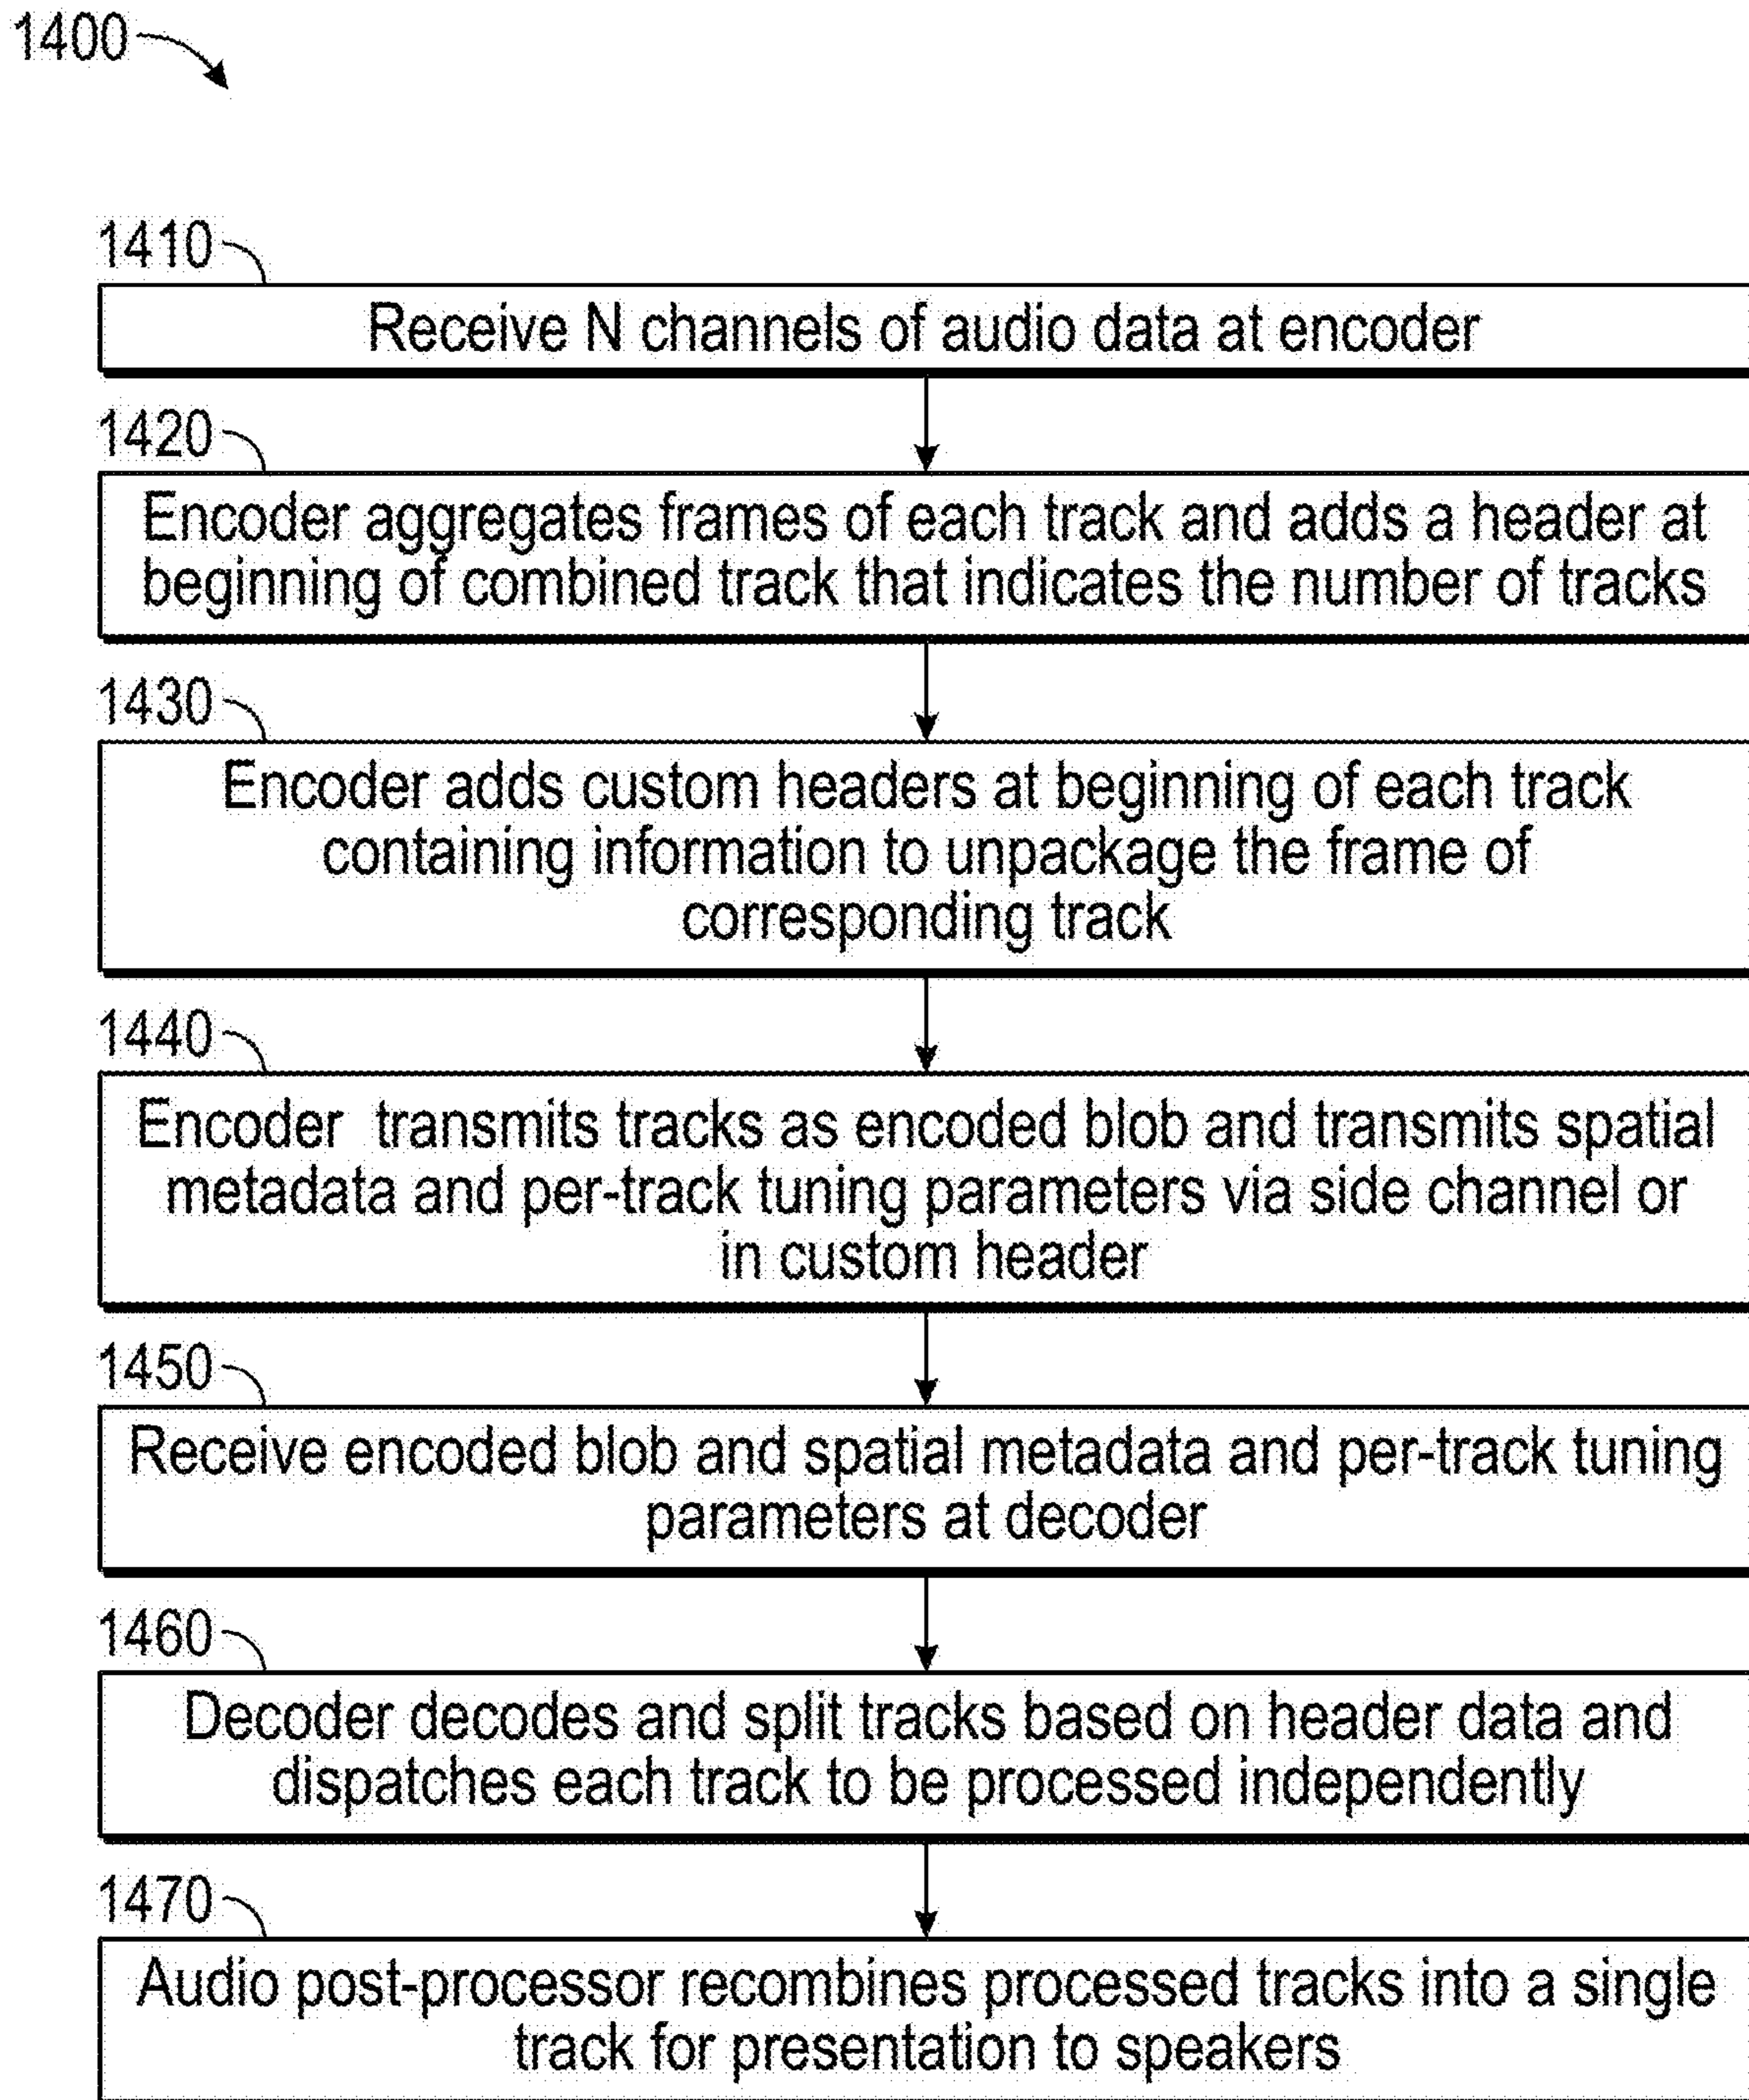 1400
1410
Receive N channels of audio data at encoder
1420
Encoder aggregates frames of each track and adds a header at
beginning of combined track that indicates the number of tracks
1430
Encoder adds custom headers at beginning of each track
containing information to unpackage the frame of
corresponding track
1440
Encoder transmits tracks as encoded blob and transmits spatial
metadata and per-track tuning parameters via side channel or
in custom header
1450
Receive encoded blob and spatial metadata and per-track tuning
parameters at decoder
1460
Decoder decodes and split tracks based on header data and
dispatches each track to be processed independently
1470
Audio post-processor recombines processed tracks into a single
track for presentation to speakers